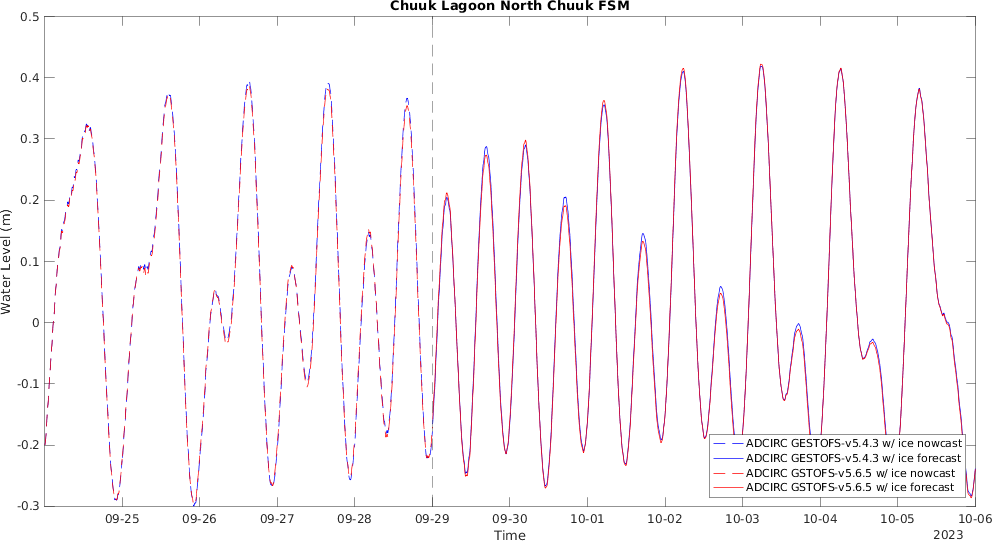 Chuuk Lagoon North Chuuk FSM
0.5
0.4
0.3
0.2
0.1
0
-0.1
-0.2
-0.3
Water Level (m)
ADCIRC GESTOFS-v5.4.3 w/ ice nowcast
ADCIRC GESTOFS-v5.4.3 w/ ice forecast
ADCIRC GSTOFS-v5.6.5 w/ ice nowcast
ADCIRC GSTOFS-v5.6.5 w/ ice forecast
09-25 09-26 09-27 09-28 09-29 09-30 10-01 10-02 10-03 10-04 10-05 10-06
Time
2023